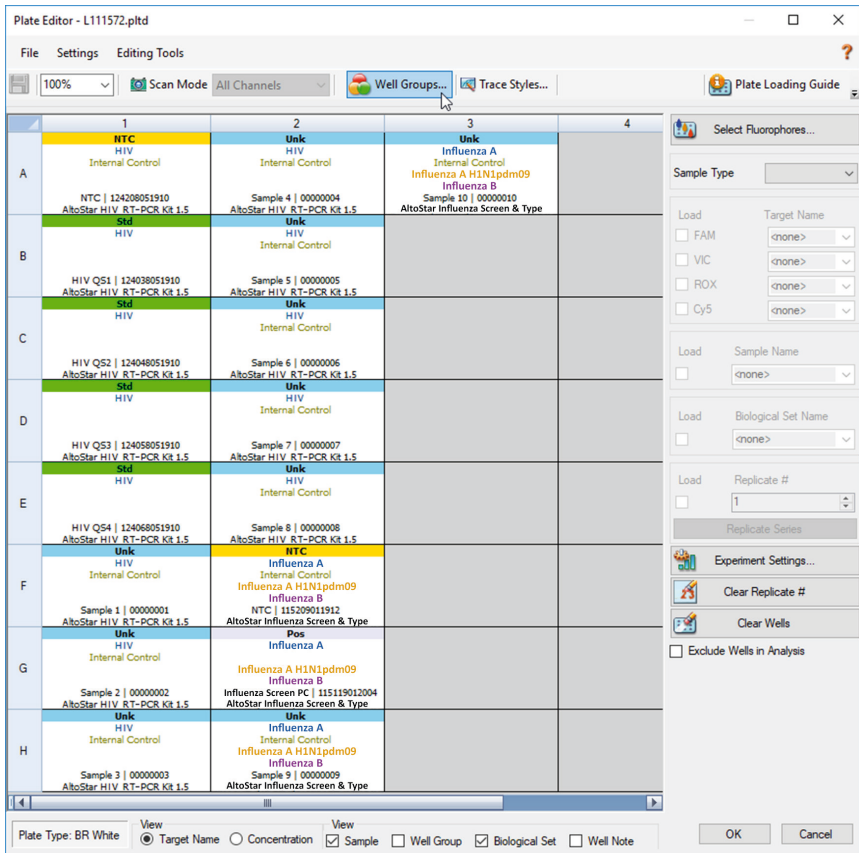 Plate Editor - L111572.pltd
File Settings Editing Tools ?
100% Scan Mode All Channels Well Groups... Trace Styles... Plate Loading Guide
1 2 3 4
A
NTC
HIV
Internal Control
NTC | 124208051910
AltoStar HIV RT-PCR Kit 1.5
Unk
HIV
Internal Control
Sample 4 | 00000004
AltoStar HIV RT-PCR Kit 1.5
Unk
Influenza A
Internal Control
Influenza A H1N1pdm09
Influenza B
Sample 10 | 00000010
AltoStar Influenza Screen & Type
B
Std
HIV
HIV QS1 | 124038051910
AltoStar HIV RT-PCR Kit 1.5
Unk
HIV
Internal Control
Sample 5 | 00000005
AltoStar HIV RT-PCR Kit 1.5
C
Std
HIV
HIV QS2 | 124048051910
AltoStar HIV RT-PCR Kit 1.5
Unk
HIV
Internal Control
Sample 6 | 00000006
AltoStar HIV RT-PCR Kit 1.5
D
Std
HIV
HIV QS3 | 124058051910
AltoStar HIV RT-PCR Kit 1.5
Unk
HIV
Internal Control
Sample 7 | 00000007
AltoStar HIV RT-PCR Kit 1.5
E
Std
HIV
HIV QS4 | 124068051910
AltoStar HIV RT-PCR Kit 1.5
Unk
HIV
Internal Control
Sample 8 | 00000008
AltoStar HIV RT-PCR Kit 1.5
F
Unk
HIV
Internal Control
Sample 1 | 00000001
AltoStar HIV RT-PCR Kit 1.5
NTC
Influenza A
Internal Control
Influenza A H1N1pdm09
Influenza B
NTC | 115209011912
AltoStar Influenza Screen & Type
G
Unk
HIV
Internal Control
Sample 2 | 00000002
AltoStar HIV RT-PCR Kit 1.5
Pos
Influenza A
Influenza A H1N1pdm09
Influenza B
Influenza Screen PC | 115119012004
AltoStar Influenza Screen & Type
H
Unk
HIV
Internal Control
Sample 3 | 00000003
AltoStar HIV RT-PCR Kit 1.5
Unk
Influenza A
Internal Control
Influenza A H1N1pdm09
Influenza B
Sample 9 | 00000009
AltoStar Influenza Screen & Type
Select Fluorophores...
Sample Type
Load Target Name
FAM <none>
VIC <none>
ROX <none>
Cy5 <none>
Load Sample Name
<none>
Load Biological Set Name
<none>
Load Replicate #
1
Replicate Series
Experiment Settings...
Clear Replicate #
Clear Wells
Exclude Wells in Analysis
Plate Type: BR White
View
Target Name Concentration
View
Sample Well Group Biological Set Well Note
OK Cancel